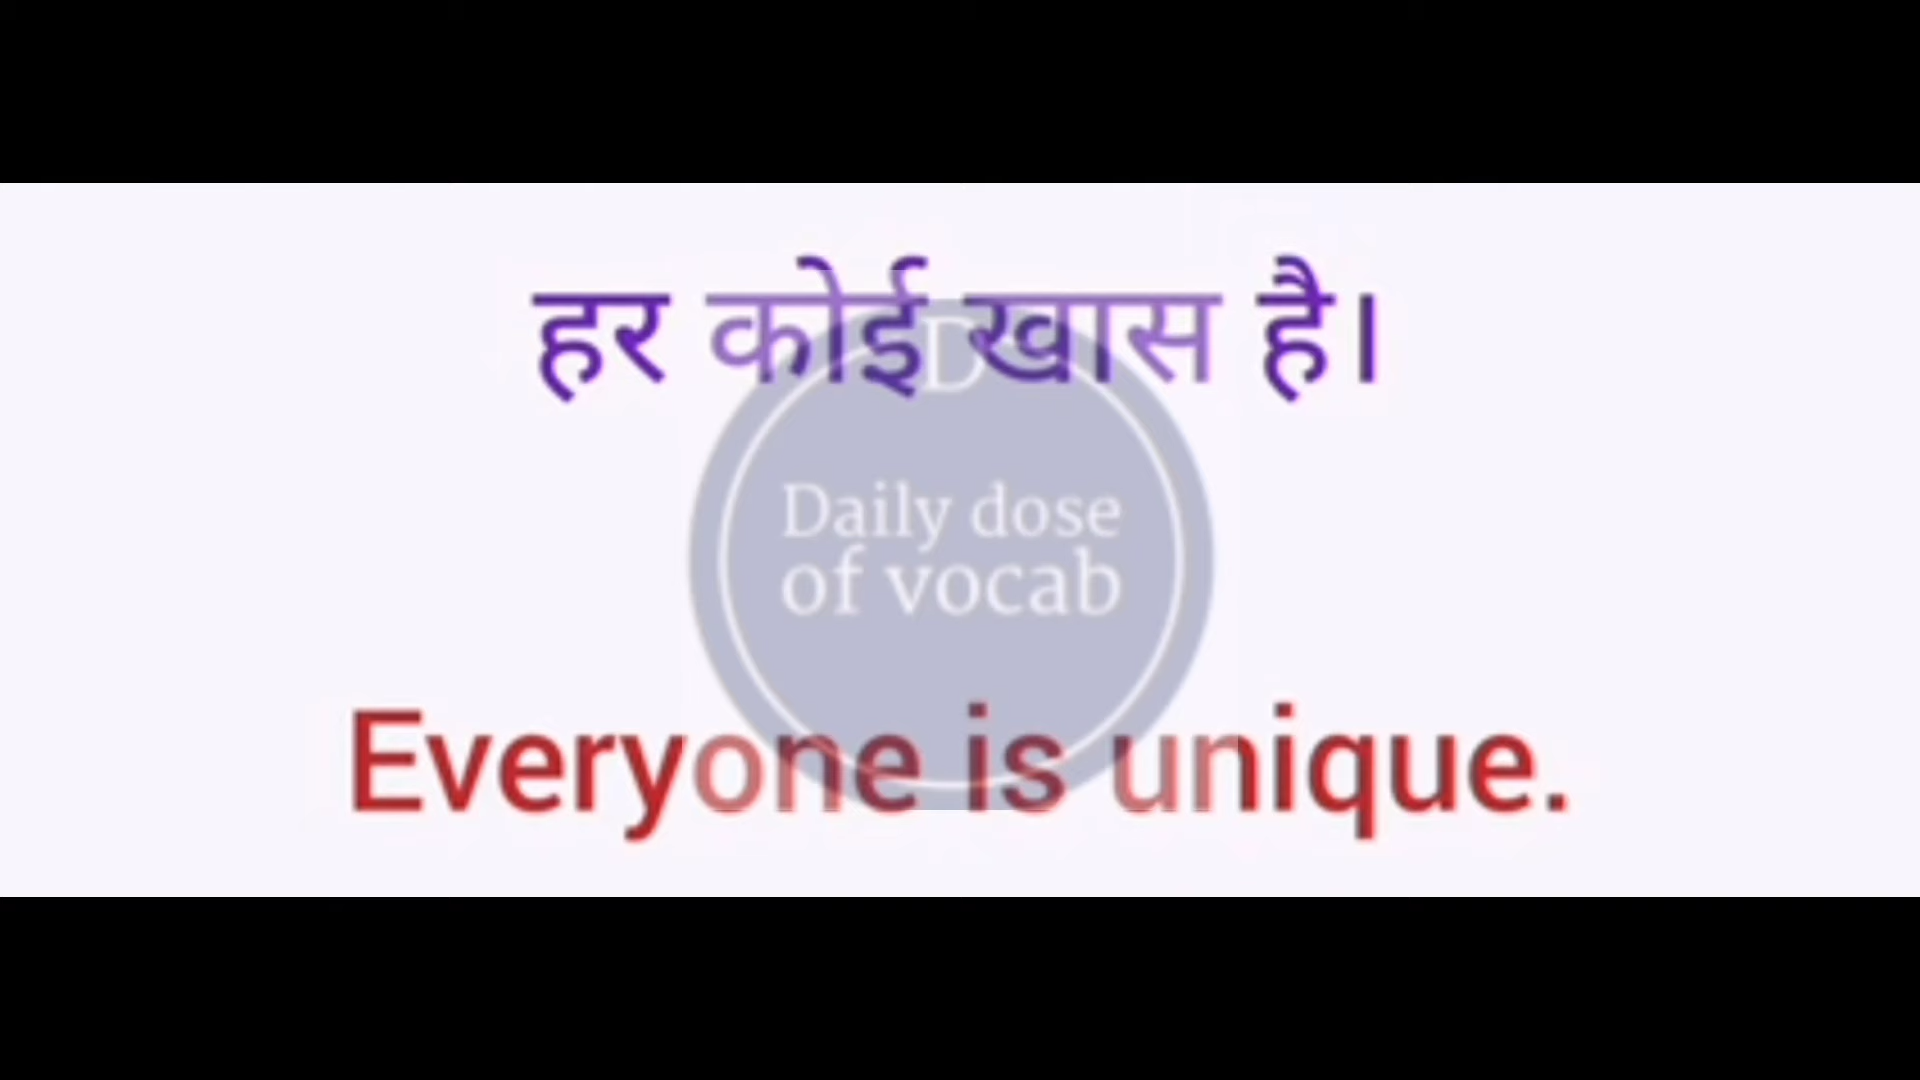 हर कोई खास है।
D
Daily dose
of vocab
Everyone is unique.